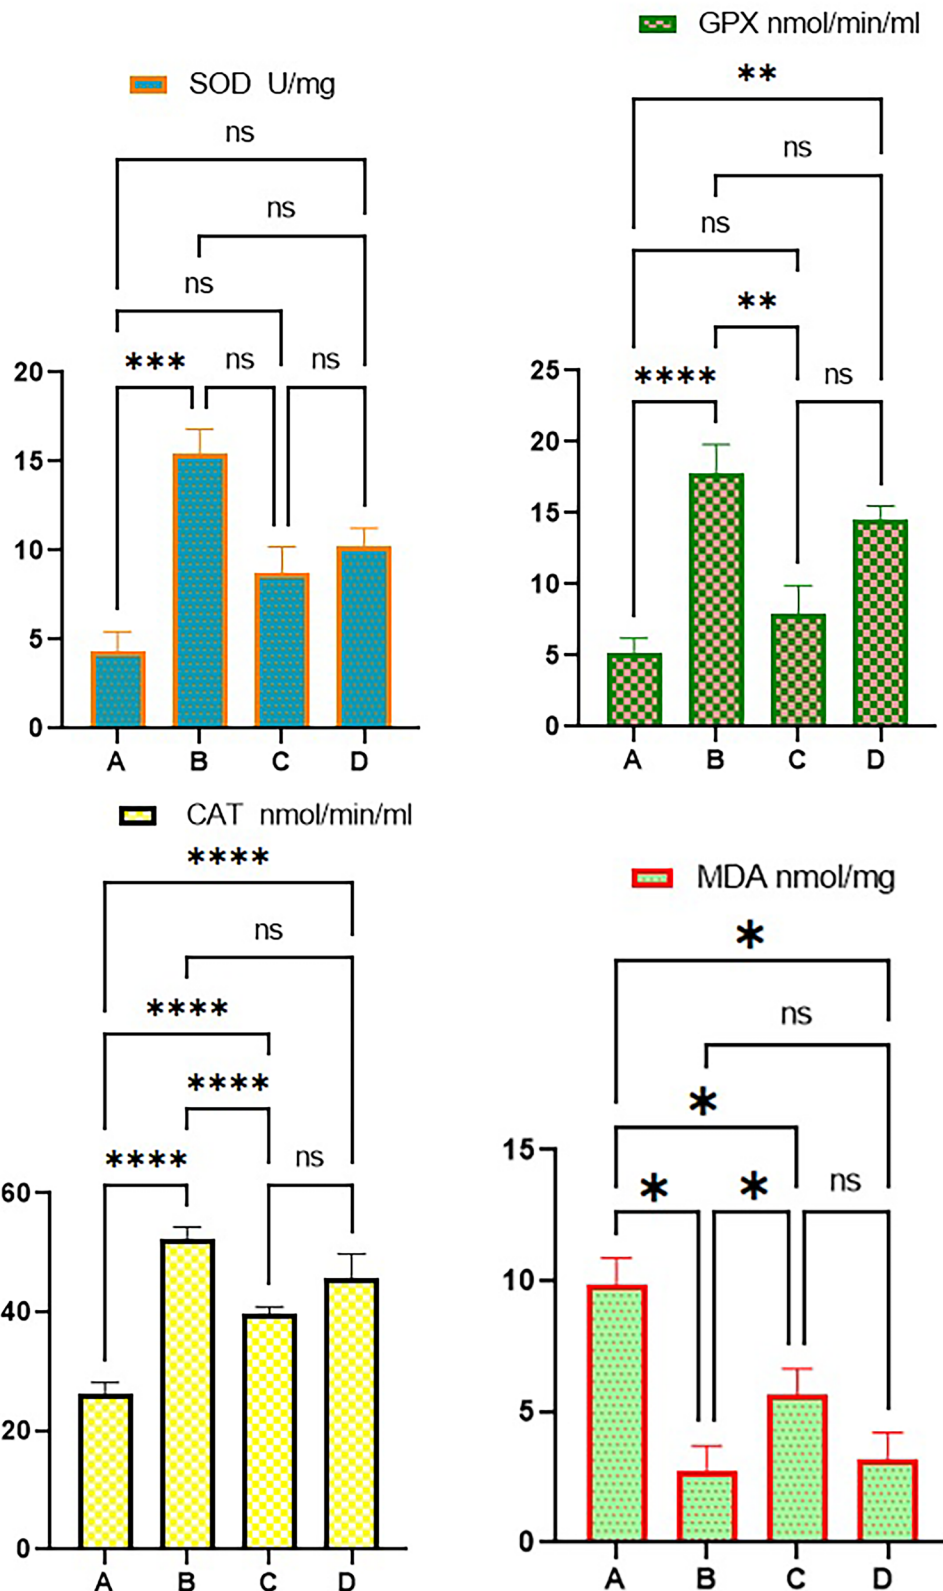 SOD U/mg
ns
ns
ns
*** ns ns
20
15
10
5
0
A B C D
GPX nmol/min/ml
**
ns
ns
**
**** ns
25
20
15
10
5
0
A B C D
CAT nmol/min/ml
****
ns
****
****
**** ns
60
40
20
0
A B C D
MDA nmol/mg
*
ns
*
* * ns
15
10
5
0
A B C D